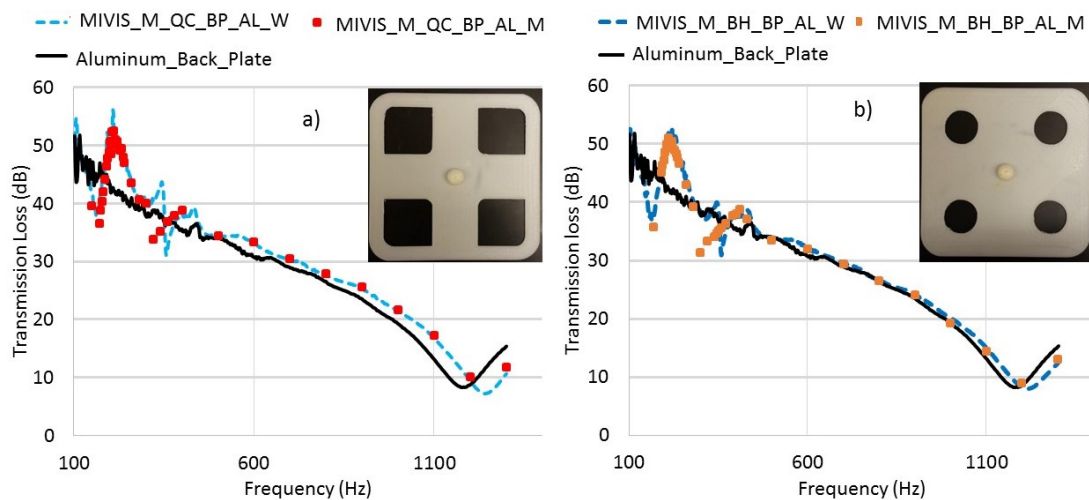 MIVIS_M_QC_BP_AL_W MIVIS_M_QC_BP_AL_M
Aluminum_Back_Plate
60
50
40
30
20
10
0
Transmission Loss (dB)
a)
100 600 1100
Frequency (Hz)
MIVIS_M_BH_BP_AL_W MIVIS_M_BH_BP_AL_M
Aluminum_Back_Plate
60
50
40
30
20
10
0
Transmission Loss (dB)
b)
100 600 1100
Frequency (Hz)